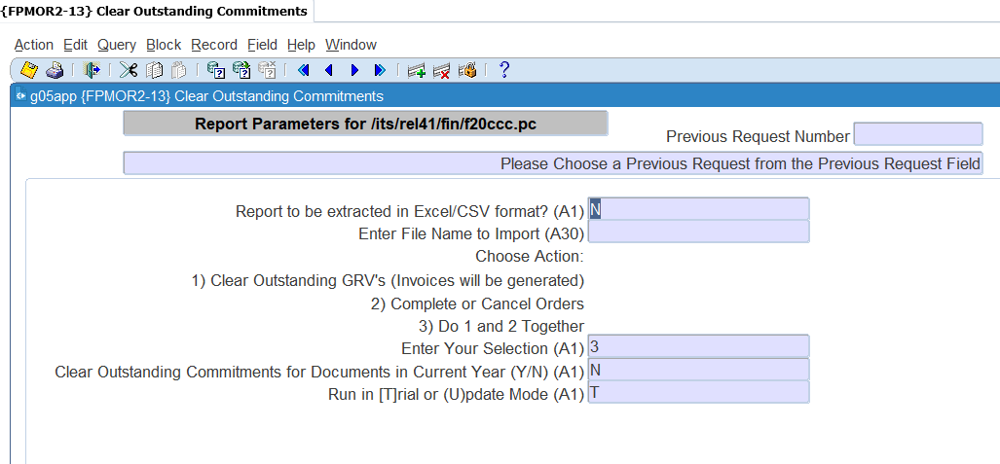 {FPMOR2-13} Clear Outstanding Commitments
Action Edit Query Block Record Field Help Window
g05app {FPMOR2-13} Clear Outstanding Commitments
Report Parameters for /its/rel41/fin/f20ccc.pc
Previous Request Number
Please Choose a Previous Request from the Previous Request Field
Report to be extracted in Excel/CSV format? (A1) N
Enter File Name to Import (A30)
Choose Action:
1) Clear Outstanding GRV's (Invoices will be generated)
2) Complete or Cancel Orders
3) Do 1 and 2 Together
Enter Your Selection (A1) 3
Clear Outstanding Commitments for Documents in Current Year (Y/N) (A1) N
Run in [T]rial or (U)pdate Mode (A1) T